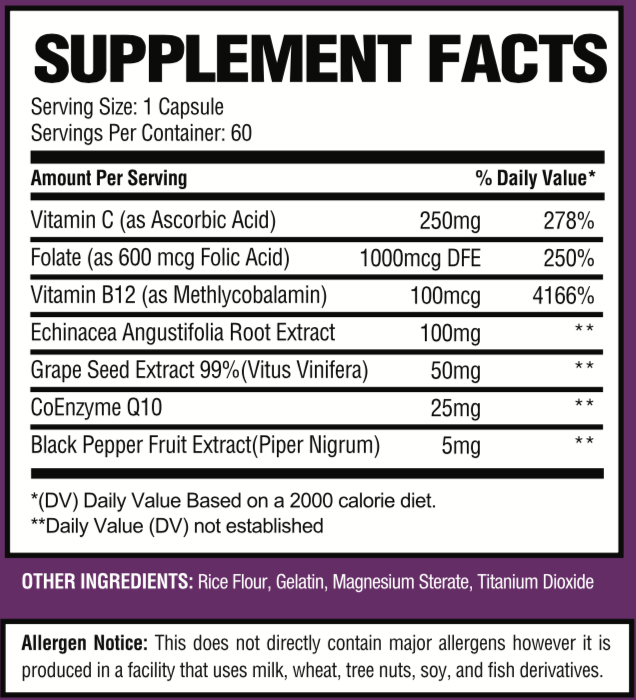 SUPPLEMENT FACTS
Serving Size: 1 Capsule
Servings Per Container: 60
Amount Per Serving % Daily Value*
Vitamin C (as Ascorbic Acid) 250mg 278%
Folate (as 600 mcg Folic Acid) 1000mcg DFE 250%
Vitamin B12 (as Methlycobalamin) 100mcg 4166%
Echinacea Angustifolia Root Extract 100mg **
Grape Seed Extract 99%(Vitus Vinifera) 50mg **
CoEnzyme Q10 25mg **
Black Pepper Fruit Extract(Piper Nigrum) 5mg **
*(DV) Daily Value Based on a 2000 calorie diet.
**Daily Value (DV) not established
OTHER INGREDIENTS: Rice Flour, Gelatin, Magnesium Sterate, Titanium Dioxide
Allergen Notice: This does not directly contain major allergens however it is
produced in a facility that uses milk, wheat, tree nuts, soy, and fish derivatives.